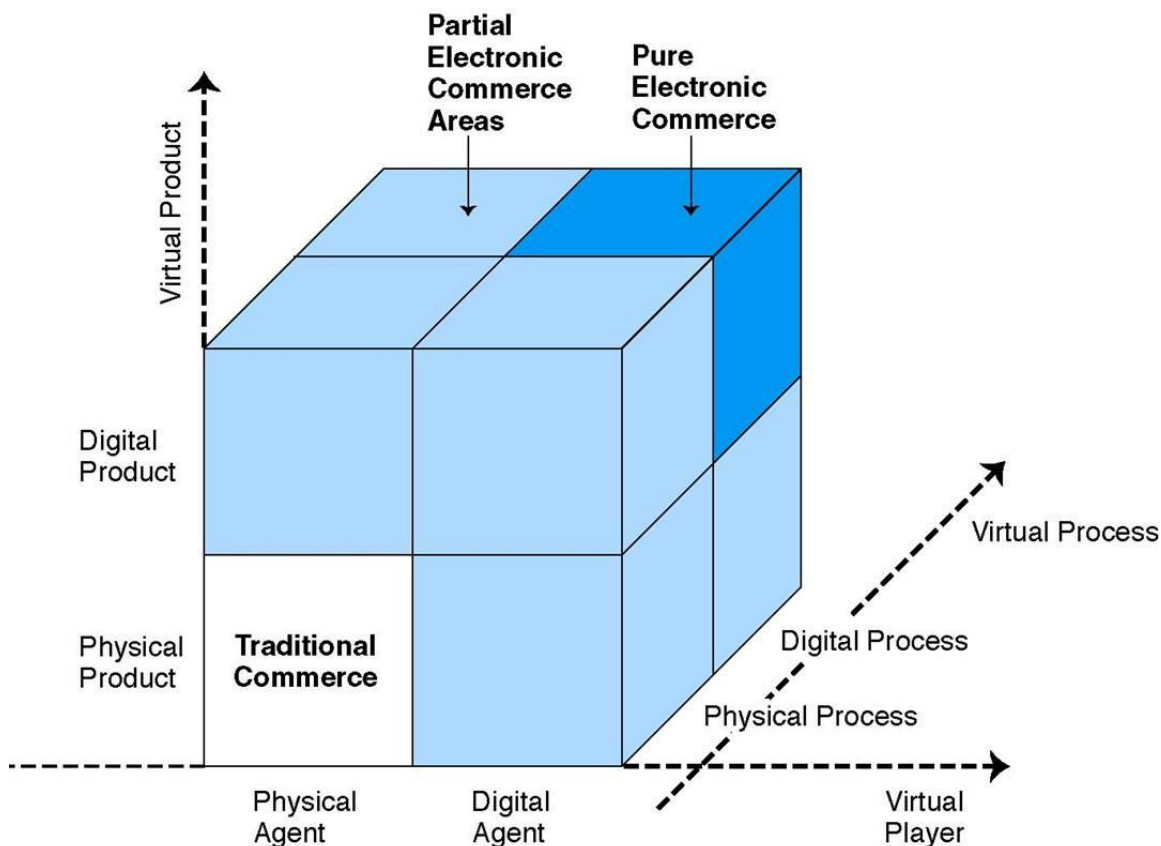 Partial
Electronic
Commerce
Areas
Pure
Electronic
Commerce
Virtual Product
Digital
Product
Virtual Process
Digital Process
Physical
Product
Traditional
Commerce
Physical Process
Physical
Agent
Digital
Agent
Virtual
Player